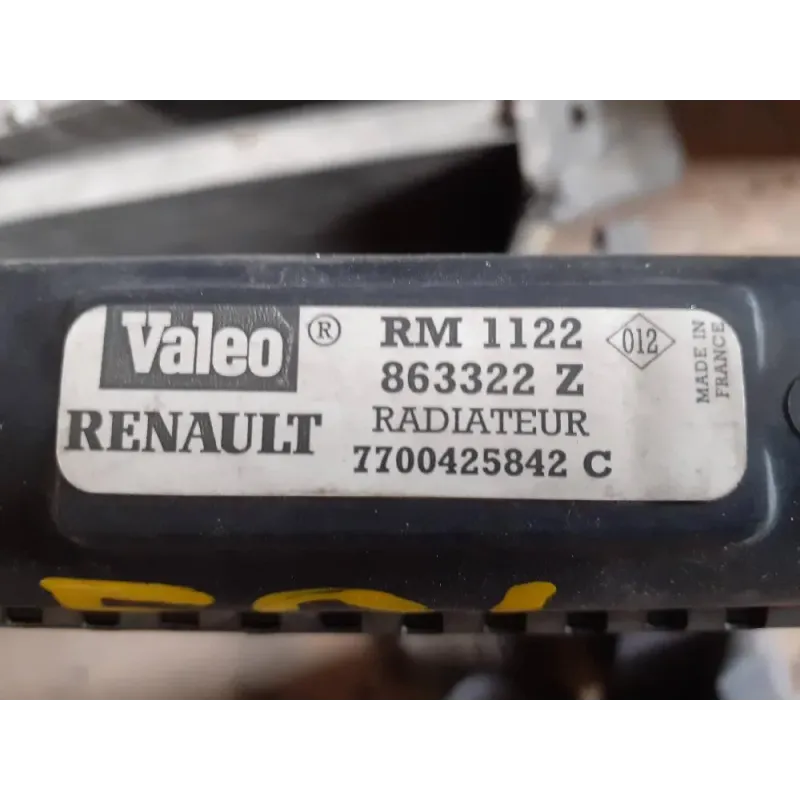 Valeo ® RM 1122
012
MADE IN
FRANCE
863322 Z
RENAULT RADIATEUR
7700425842 C